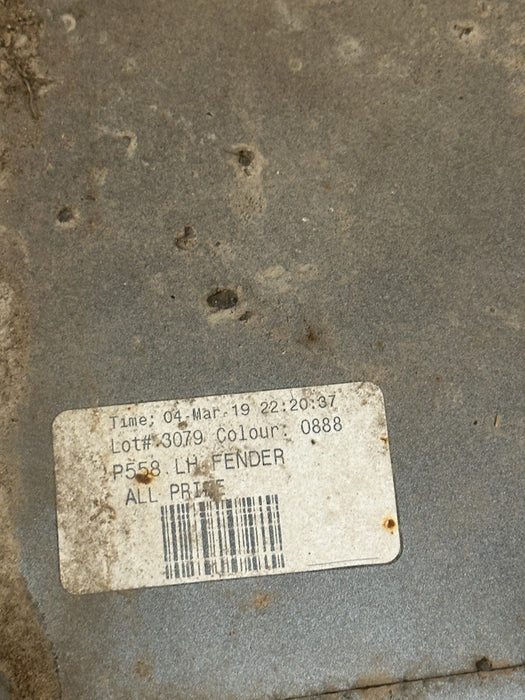 Time: 04-Mar-19 22:20:37
Lot# 3079 Colour: 0888
P558 LH FENDER
ALL PRIME